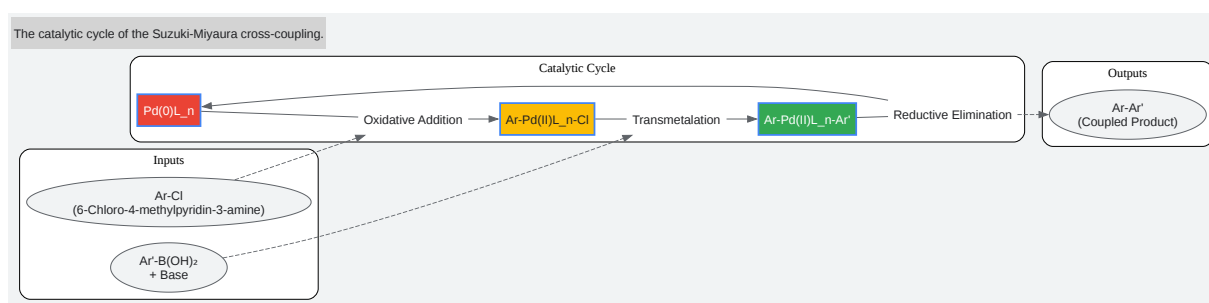 The catalytic cycle of the Suzuki-Miyaura cross-coupling.
Catalytic Cycle
Pd(0)L_n
Oxidative Addition
Ar-Pd(II)L_n-Cl
Transmetalation
Ar-Pd(II)L_n-Ar'
Reductive Elimination
Outputs
Ar-Ar'
(Coupled Product)
Inputs
Ar-Cl
(6-Chloro-4-methylpyridin-3-amine)
Ar'-B(OH)₂
+ Base